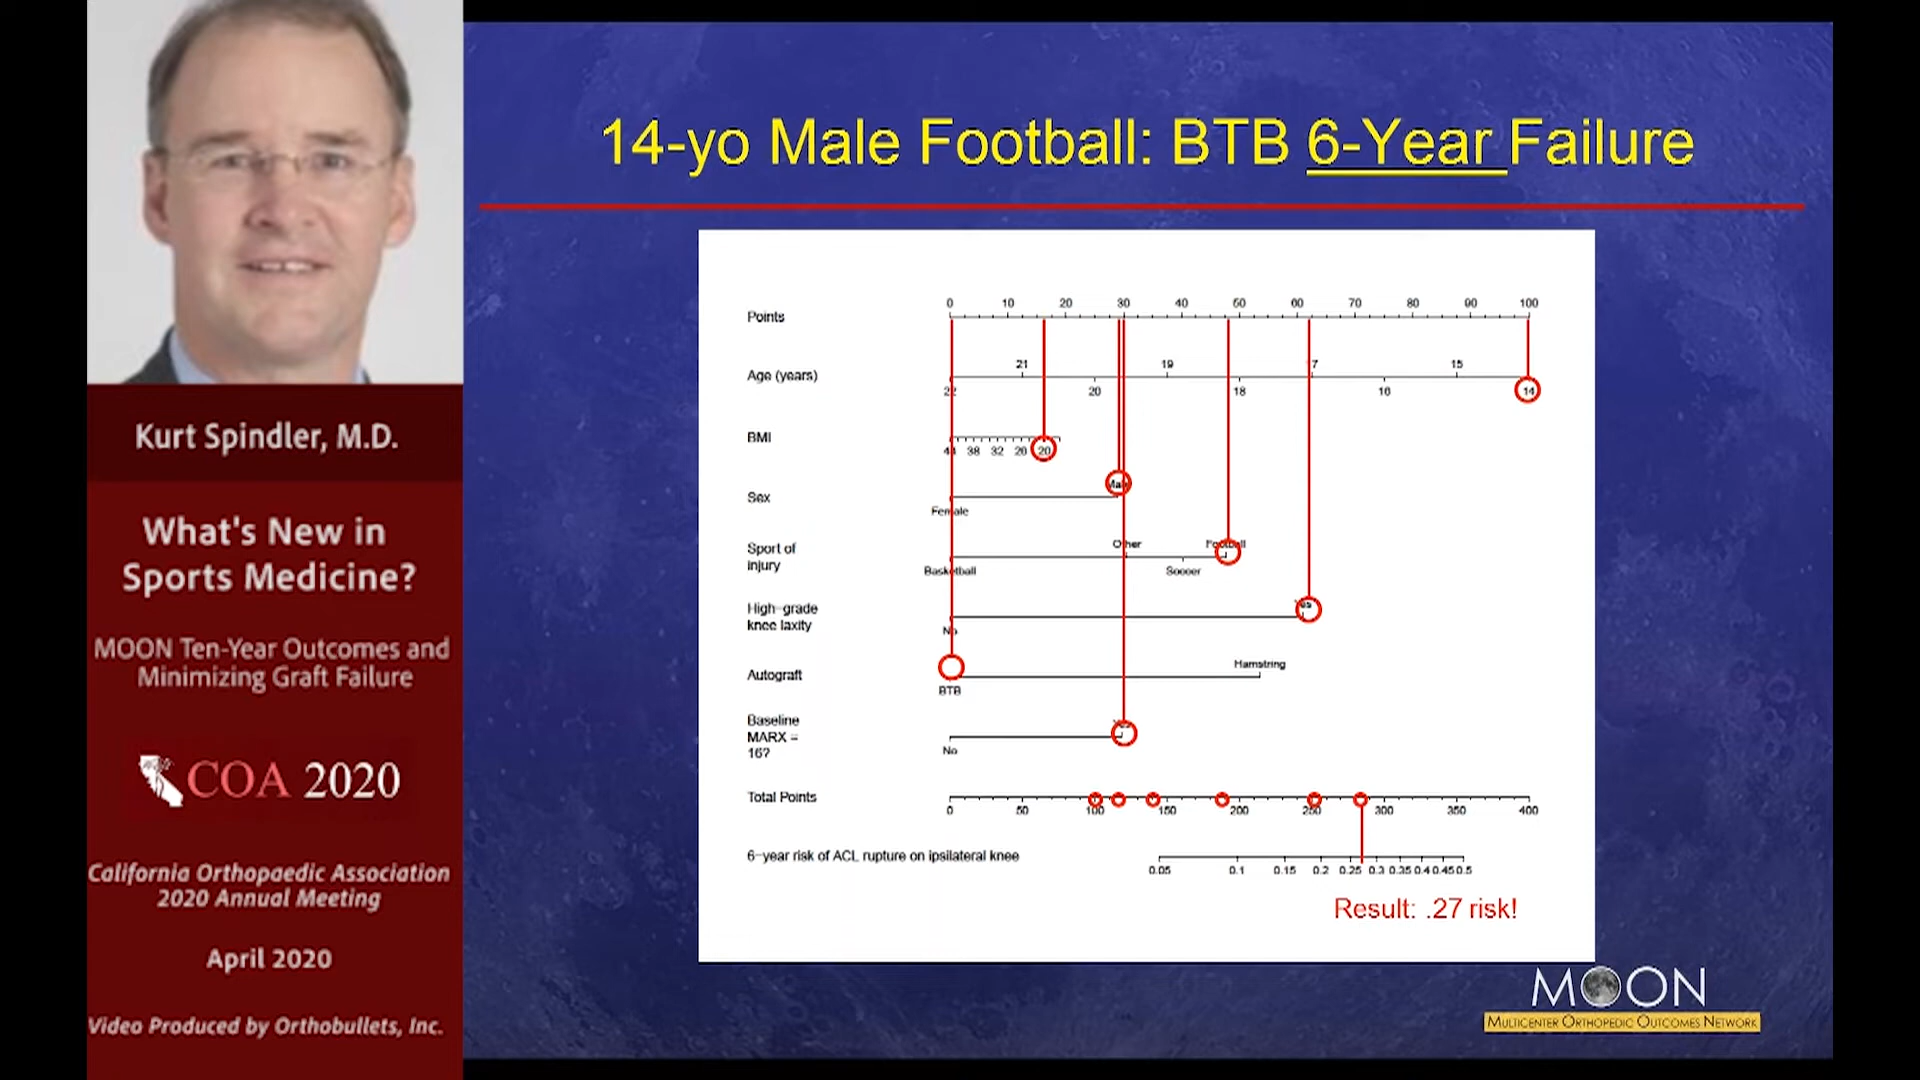 Kurt Spindler, M.D.
What's New in
Sports Medicine?
MOON Ten-Year Outcomes and
Minimizing Graft Failure
COA 2020
California Orthopaedic Association
2020 Annual Meeting
April 2020
Video Produced by Orthobullets, Inc.
14-yo Male Football: BTB 6-Year Failure
0 10 20 30 40 50 60 70 80 90 100
Points
21 19 15
Age (years)
20 18 16 14
BMI
38 32 26 20
Sex
Female
Other Football
Sport of
injury
Basketball Soccer
High-grade
knee laxity
No
Yes
Hamstring
Autograft
BTB
Baseline
MARX =
16?
No
Total Points
0 50 100 150 200 250 300 350 400
6-year risk of ACL rupture on ipsilateral knee
0.05 0.1 0.15 0.2 0.25 0.3 0.35 0.4 0.45 0.5
Result: .27 risk!
MOON
MULTICENTER ORTHOPEDIC OUTCOMES NETWORK